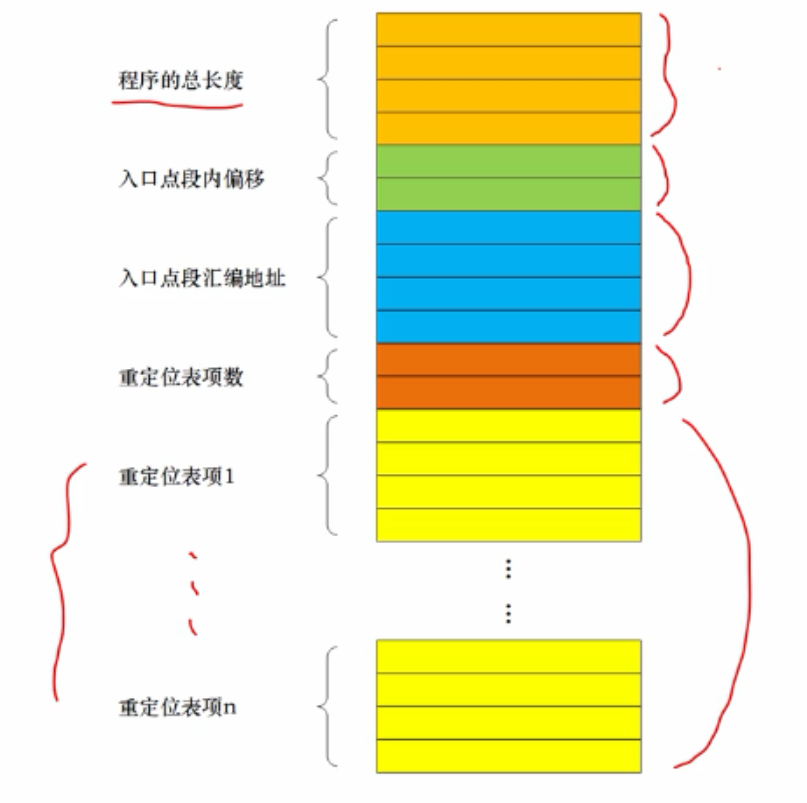 程序的总长度
入口点段内偏移
入口点段汇编地址
重定位表项数
重定位表项1
⋮
⋮
重定位表项n